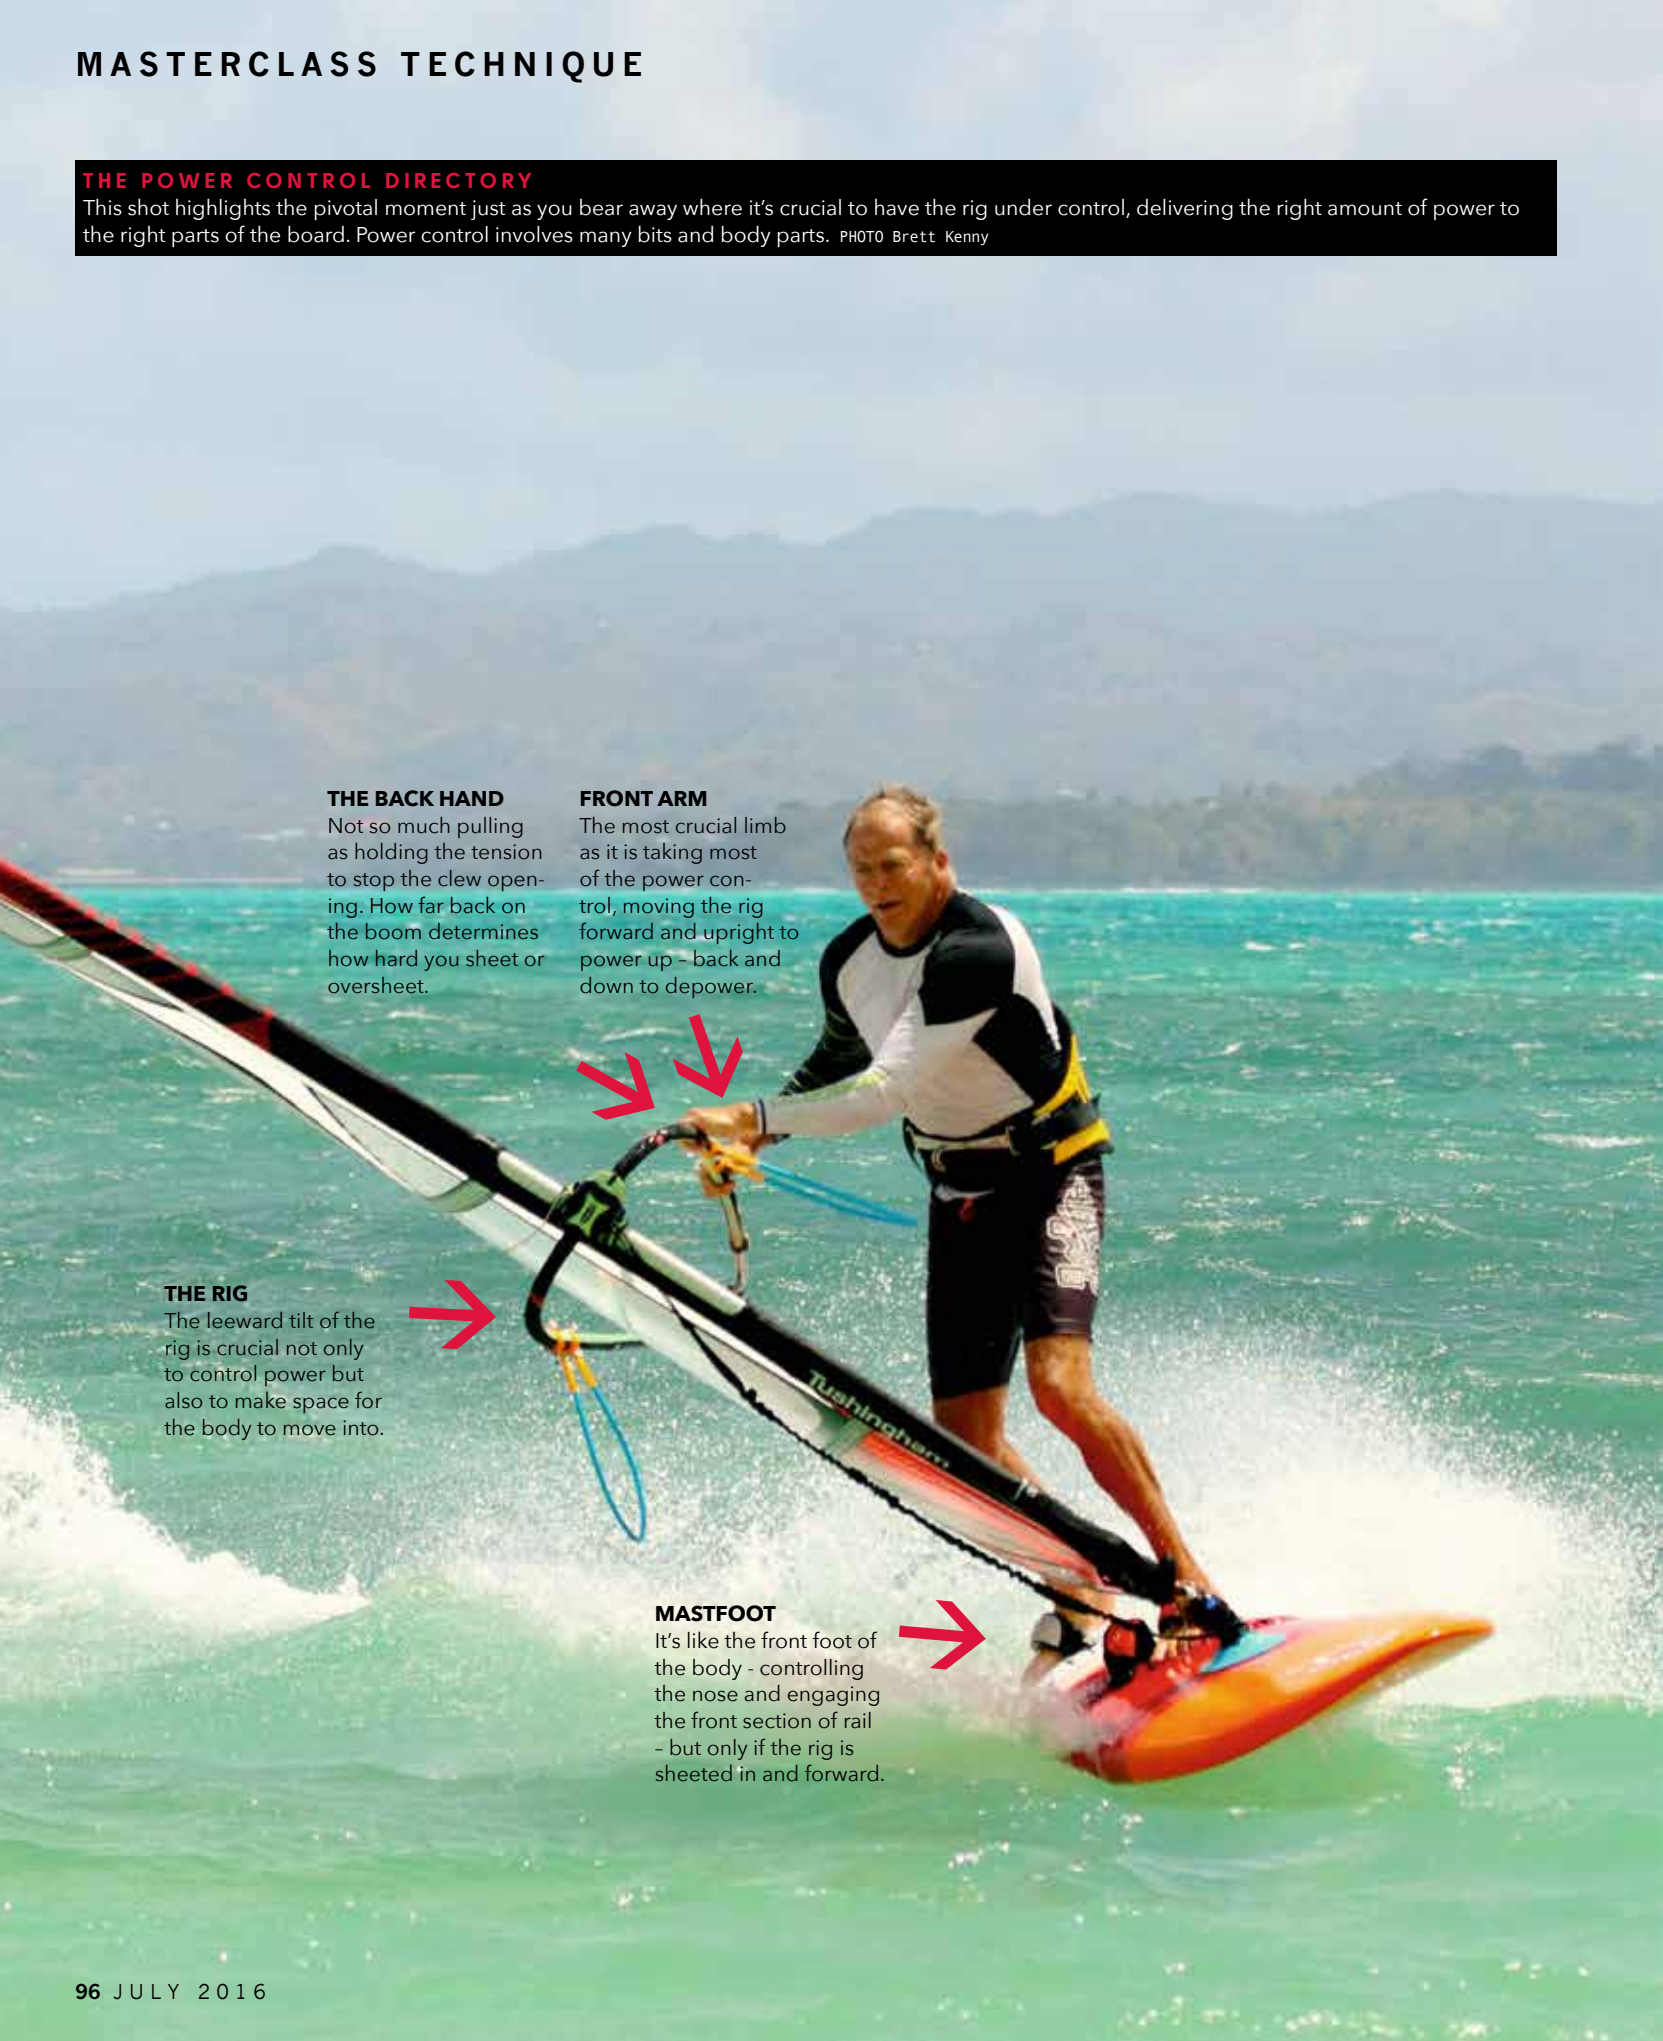 MASTERCLASS TECHNIQUE
THE POWER CONTROL DIRECTORY
This shot highlights the pivotal moment just as you bear away where it’s crucial to have the rig under control, delivering the right amount of power to
the right parts of the board. Power control involves many bits and body parts. PHOTO Brett Kenny
THE BACK HAND
Not so much pulling
as holding the tension
to stop the clew open-
ing. How far back on
the boom determines
how hard you sheet or
oversheet.
FRONT ARM
The most crucial limb
as it is taking most
of the power con-
trol, moving the rig
forward and upright to
power up – back and
down to depower.
THE RIG
The leeward tilt of the
rig is crucial not only
to control power but
also to make space for
the body to move into.
Tushingham
MASTFOOT
It’s like the front foot of
the body - controlling
the nose and engaging
the front section of rail
– but only if the rig is
sheeted in and forward.
96 JULY 2016